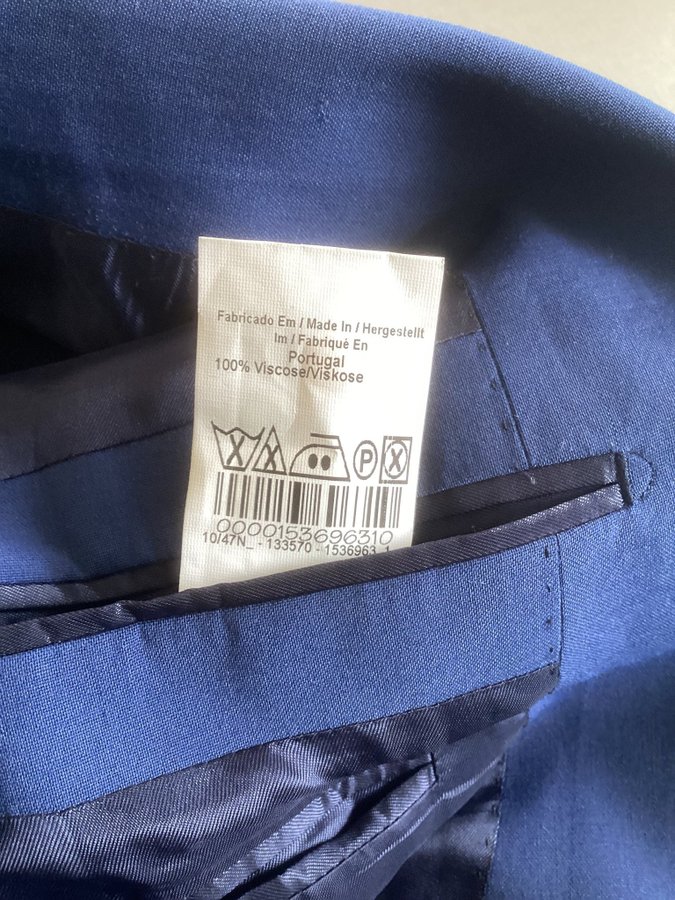 Fabricado Em / Made In / Hergestellt
Im / Fabriqué En
Portugal
100% Viscose/Viskose
P
0000153696310
10/47N_ - 133570 - 1536963_1